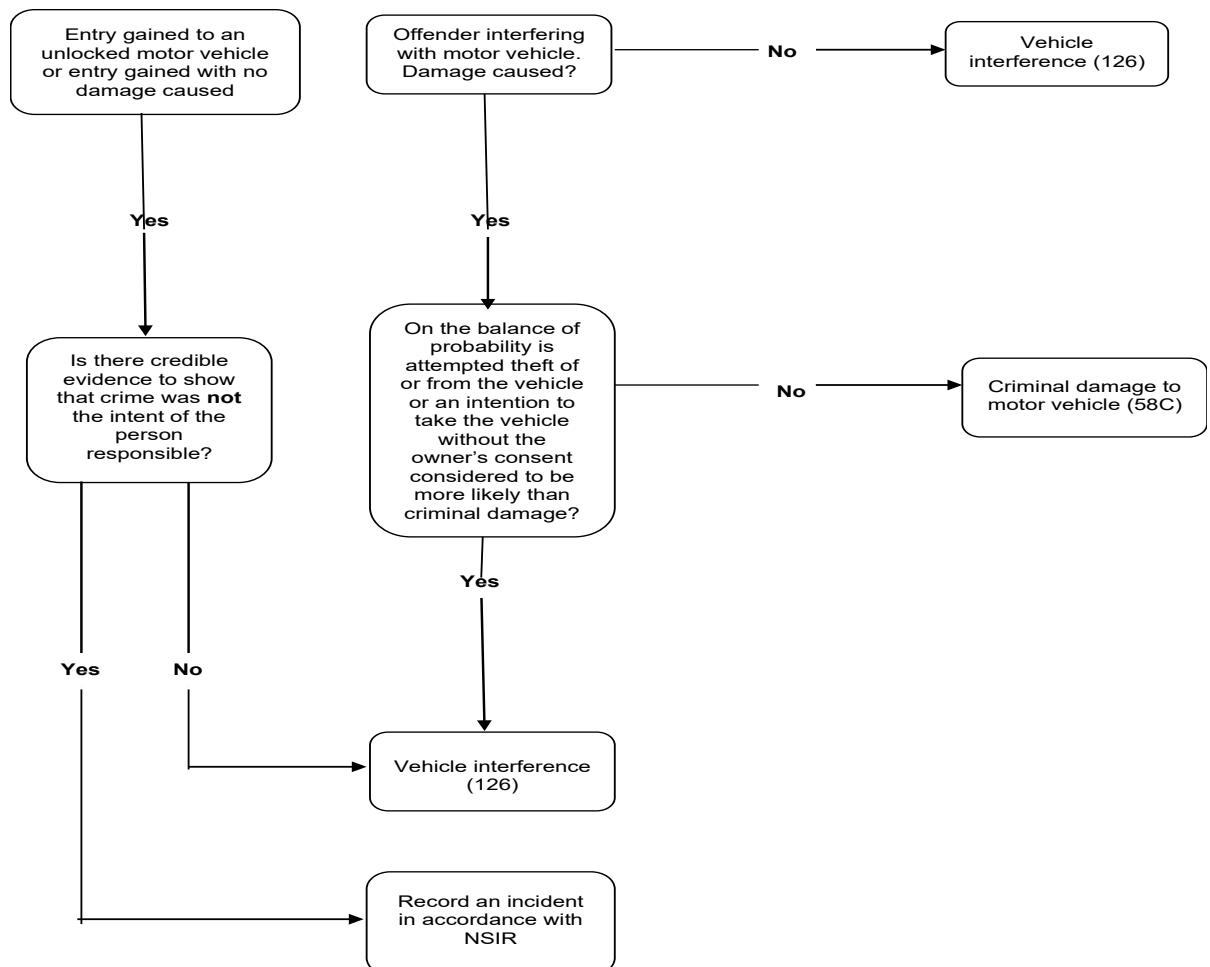 Entry gained to an
unlocked motor vehicle
or entry gained with no
damage caused
Offender interfering
with motor vehicle.
Damage caused?
No
Vehicle
interference (126)
Yes
Yes
Is there credible
evidence to show
that crime was not
the intent of the
person
responsible?
On the balance of
probability is
attempted theft of
or from the vehicle
or an intention to
take the vehicle
without the
owner’s consent
considered to be
more likely than
criminal damage?
No
Criminal damage to
motor vehicle (58C)
Yes
Yes
No
Vehicle interference
(126)
Record an incident
in accordance with
NSIR